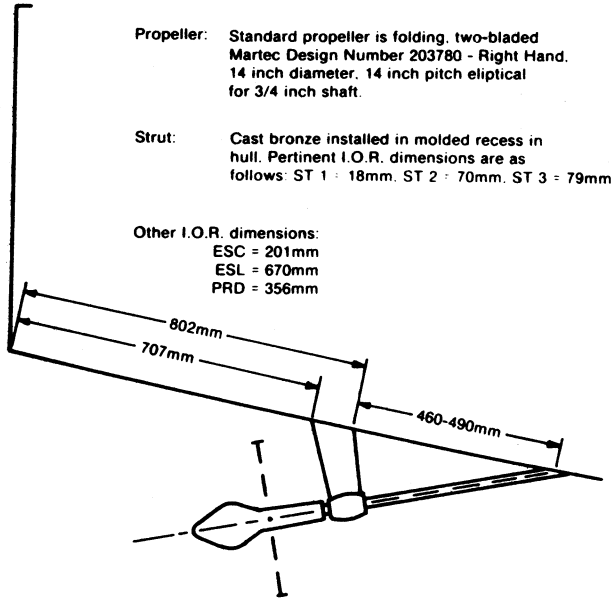 Propeller: Standard propeller is folding, two-bladed
Martec Design Number 203780 - Right Hand.
14 inch diameter. 14 inch pitch eliptical
for 3/4 inch shaft.
Strut: Cast bronze installed in molded recess in
hull. Pertinent I.O.R. dimensions are as
follows: ST 1 = 18mm. ST 2 = 70mm. ST 3 = 79mm
Other I.O.R. dimensions:
ESC = 201mm
ESL = 670mm
PRD = 356mm
802mm
707mm
460-490mm